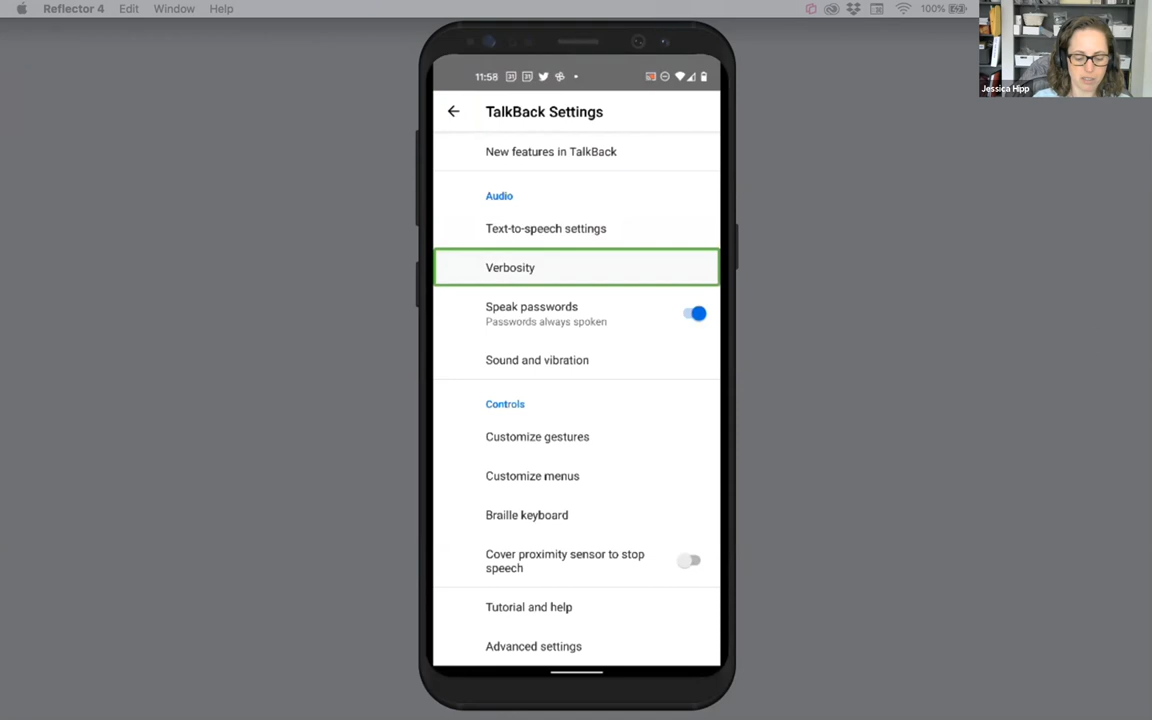 Reflector 4 Edit Window Help 100%
Jessica Hipp
11:58
TalkBack Settings
New features in TalkBack
Audio
Text-to-speech settings
Verbosity
Speak passwords
Passwords always spoken
Sound and vibration
Controls
Customize gestures
Customize menus
Braille keyboard
Cover proximity sensor to stop
speech
Tutorial and help
Advanced settings